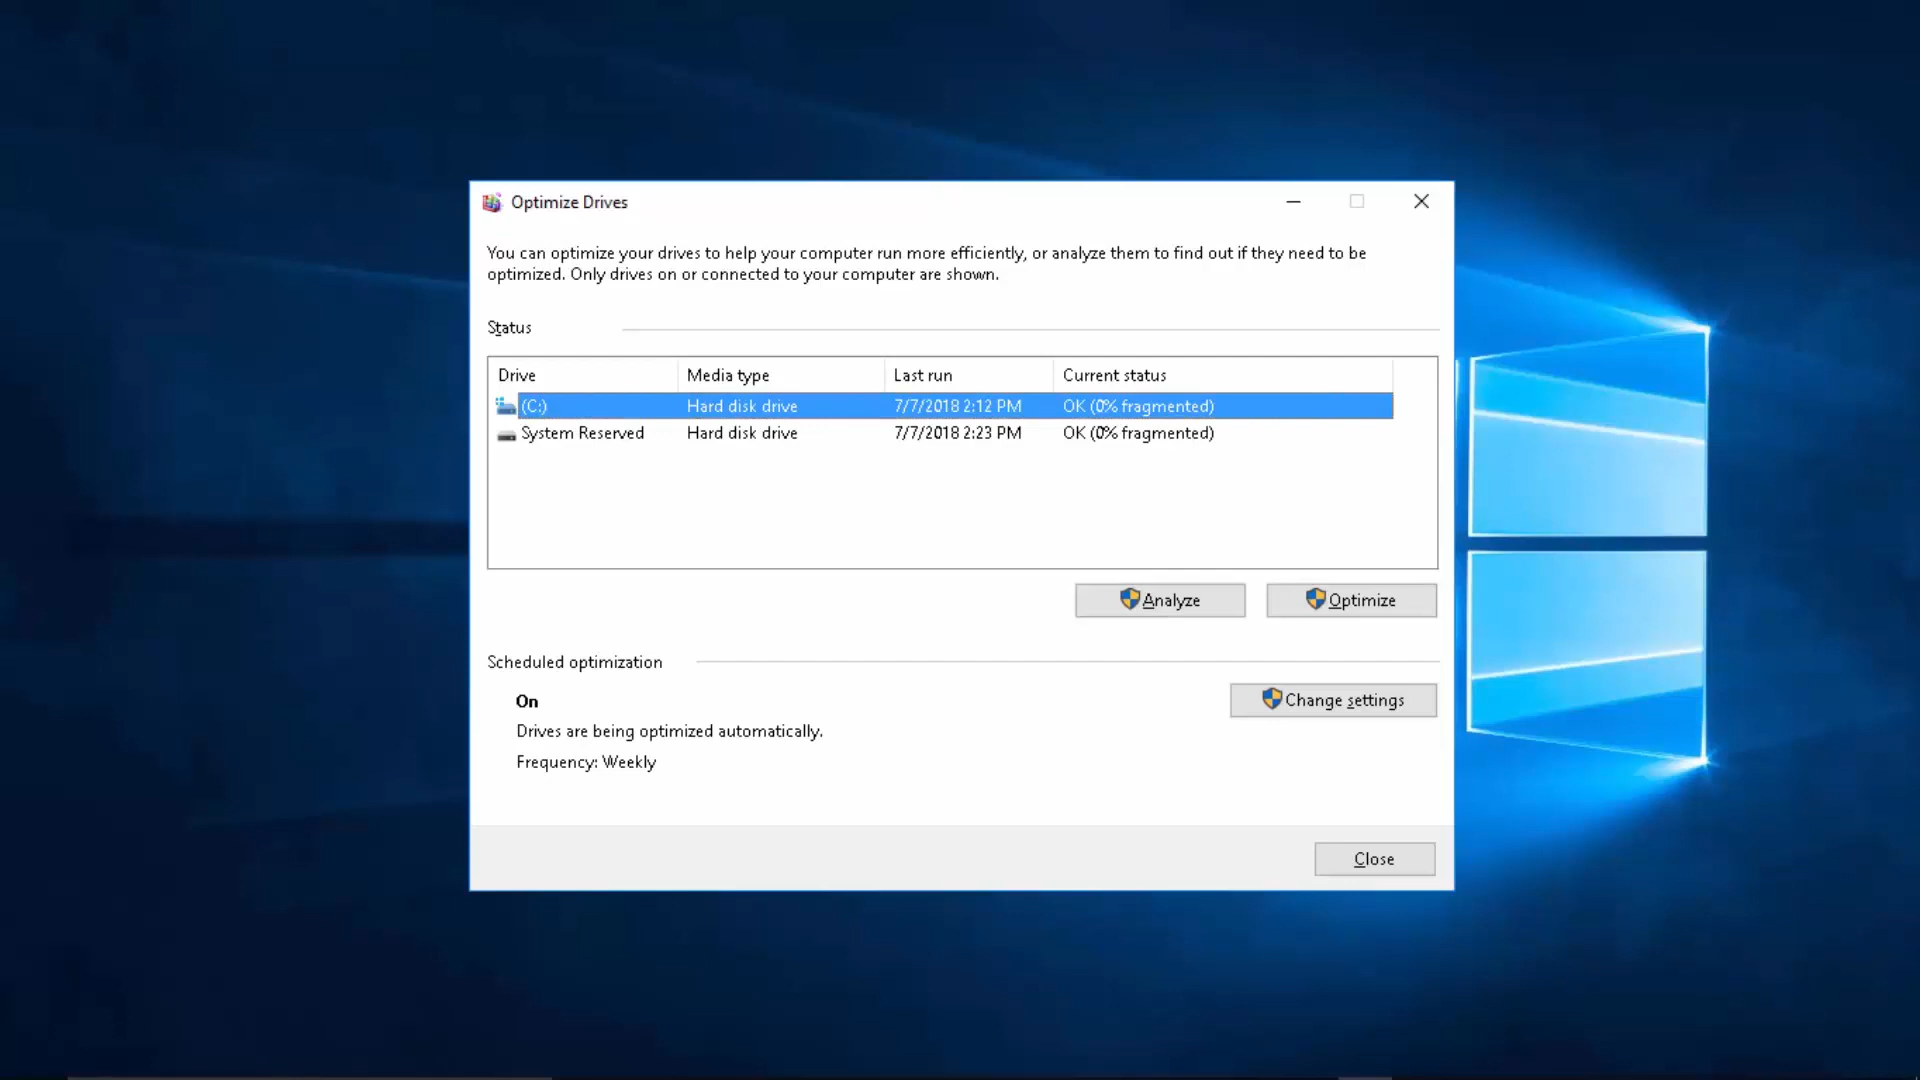 Optimize Drives
You can optimize your drives to help your computer run more efficiently, or analyze them to find out if they need to be
optimized. Only drives on or connected to your computer are shown.
Status
Drive Media type Last run Current status
(C:) Hard disk drive 7/7/2018 2:12 PM OK (0% fragmented)
System Reserved Hard disk drive 7/7/2018 2:23 PM OK (0% fragmented)
Analyze Optimize
Scheduled optimization
On
Change settings
Drives are being optimized automatically.
Frequency: Weekly
Close